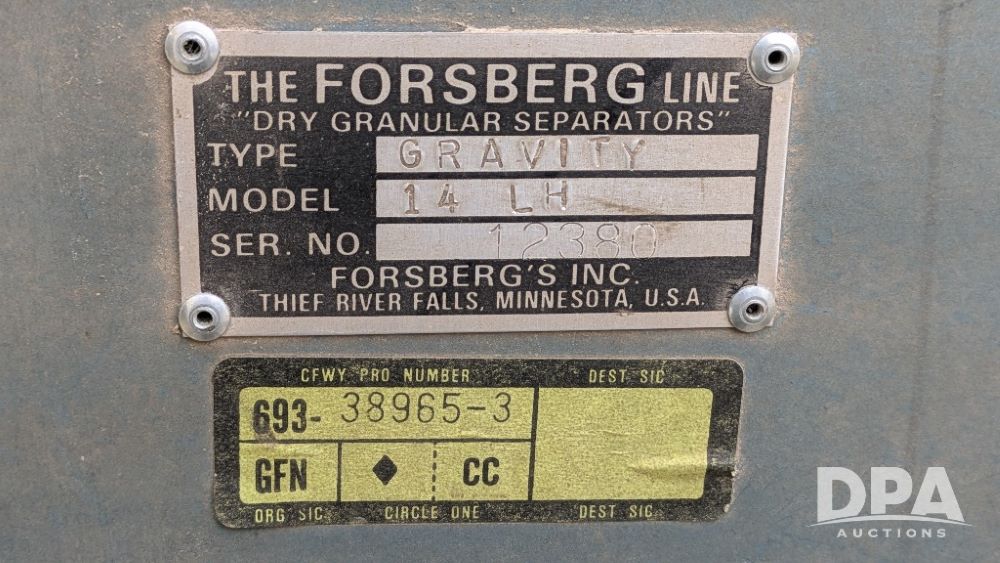 THE FORSBERG LINE
"DRY GRANULAR SEPARATORS"
TYPE GRAVITY
MODEL 14 LH
SER. NO. 12380
FORSBERG'S INC.
THIEF RIVER FALLS, MINNESOTA, U.S.A.
CFWY PRO NUMBER DEST SIC
693- 38965-3
GFN ◆ CC
ORG SIC CIRCLE ONE DEST SIC
DPA
AUCTIONS